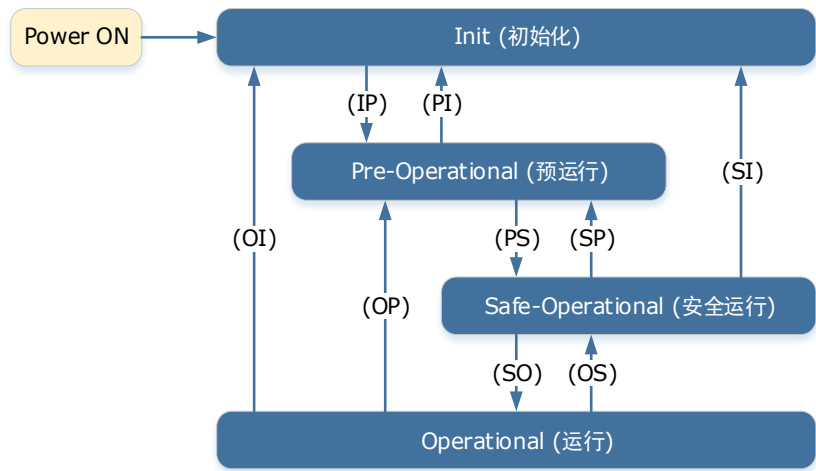 Power ON
Init (初始化)
(IP)
(PI)
Pre-Operational (预运行)
(SI)
(OI)
(PS)
(SP)
(OP)
Safe-Operational (安全运行)
(SO)
(OS)
Operational (运行)